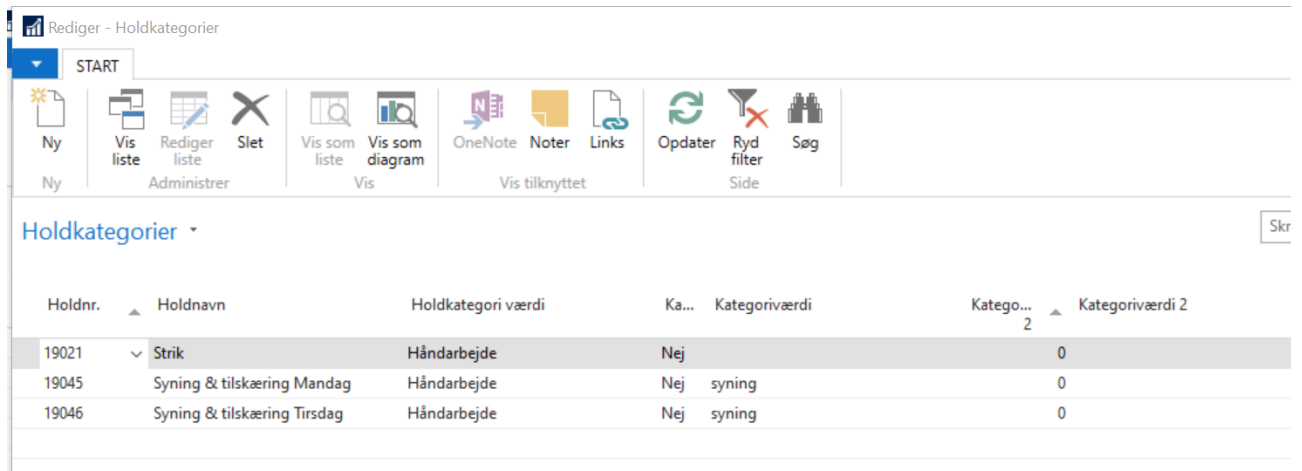 Rediger - Holdkategorier
START
Ny
Vis liste
Rediger liste
Slet
Vis som liste
Vis som diagram
OneNote
Noter
Links
Opdater
Ryd filter
Søg
Ny
Administrer
Vis
Vis tilknyttet
Side
Holdkategorier
Skr
Holdnr. Holdnavn Holdkategori værdi Ka... Kategoriværdi Katego... 2 Kategoriværdi 2
19021 Strik Håndarbejde Nej 0
19045 Syning & tilskæring Mandag Håndarbejde Nej syning 0
19046 Syning & tilskæring Tirsdag Håndarbejde Nej syning 0